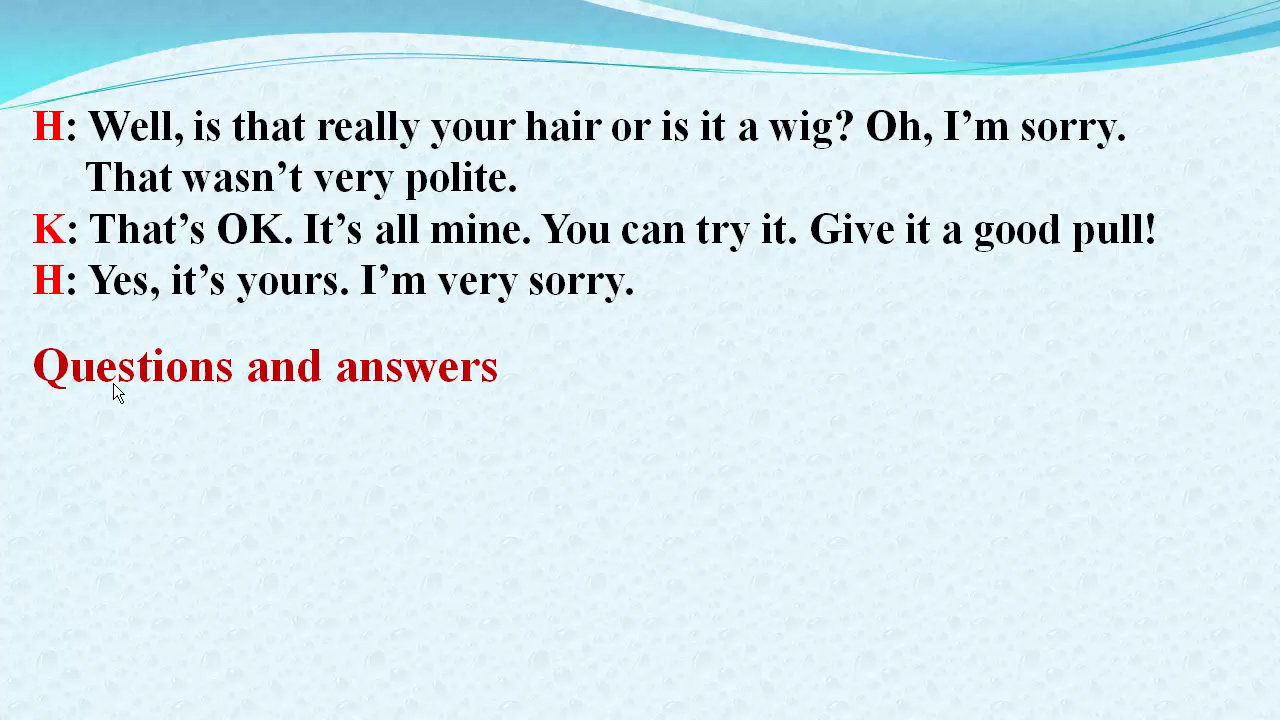 H: Well, is that really your hair or is it a wig? Oh, I’m sorry.
That wasn’t very polite.
K: That’s OK. It’s all mine. You can try it. Give it a good pull!
H: Yes, it’s yours. I’m very sorry.
Questions and answers